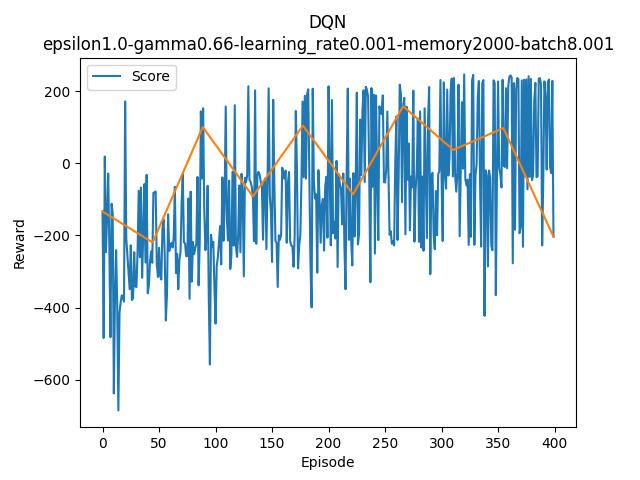 DQN
epsilon1.0-gamma0.66-learning_rate0.001-memory2000-batch8.001
Score
200
0
−200
−400
−600
Reward
0 50 100 150 200 250 300 350 400
Episode